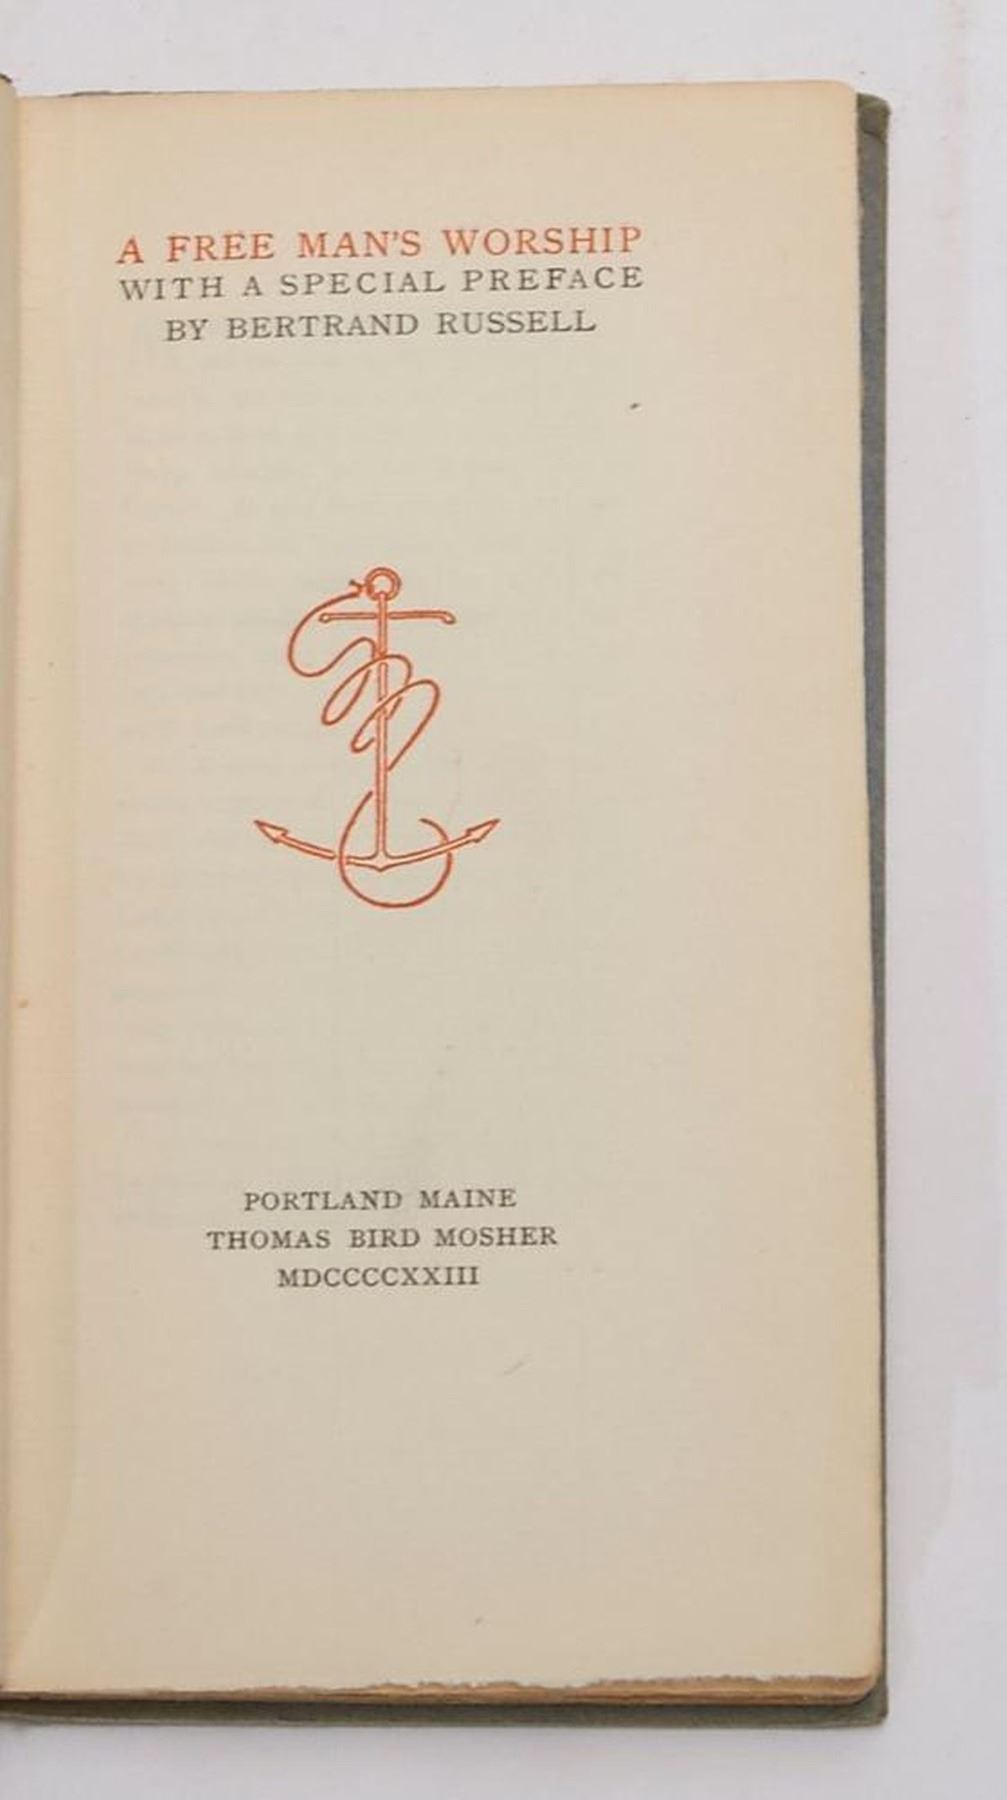 A FREE MAN'S WORSHIP
WITH A SPECIAL PREFACE
BY BERTRAND RUSSELL
PORTLAND MAINE
THOMAS BIRD MOSHER
MDCCCCXXIII